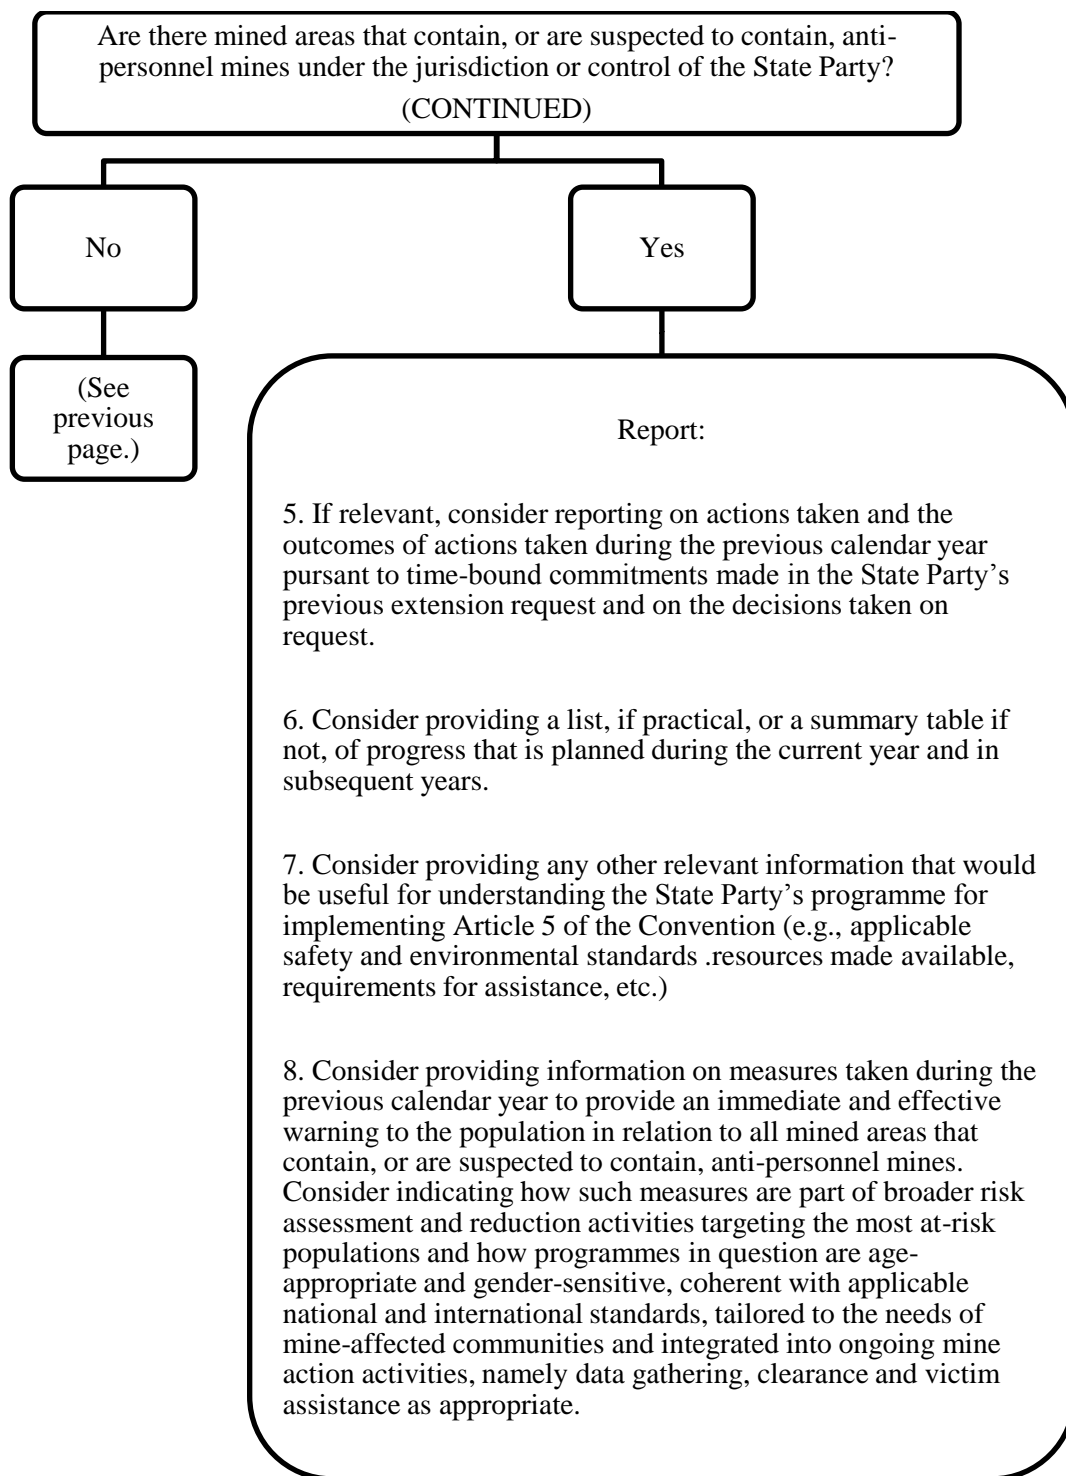 Are there mined areas that contain, or are suspected to contain, anti-
personnel mines under the jurisdiction or control of the State Party?
(CONTINUED)
No
Yes
(See
previous
page.)
Report:
5. If relevant, consider reporting on actions taken and the
outcomes of actions taken during the previous calendar year
pursant to time-bound commitments made in the State Party’s
previous extension request and on the decisions taken on
request.
6. Consider providing a list, if practical, or a summary table if
not, of progress that is planned during the current year and in
subsequent years.
7. Consider providing any other relevant information that would
be useful for understanding the State Party’s programme for
implementing Article 5 of the Convention (e.g., applicable
safety and environmental standards .resources made available,
requirements for assistance, etc.)
8. Consider providing information on measures taken during the
previous calendar year to provide an immediate and effective
warning to the population in relation to all mined areas that
contain, or are suspected to contain, anti-personnel mines.
Consider indicating how such measures are part of broader risk
assessment and reduction activities targeting the most at-risk
populations and how programmes in question are age-
appropriate and gender-sensitive, coherent with applicable
national and international standards, tailored to the needs of
mine-affected communities and integrated into ongoing mine
action activities, namely data gathering, clearance and victim
assistance as appropriate.